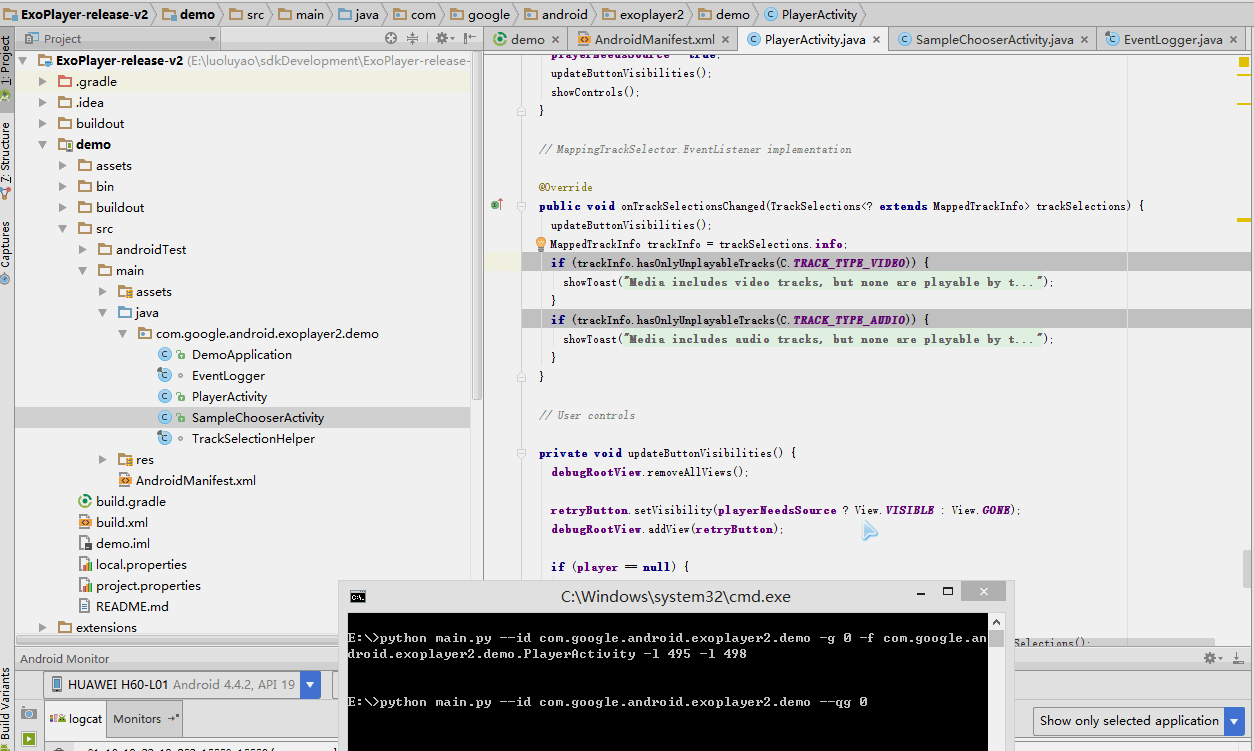 ExoPlayer-release-v2 demo src main java com google android exoplayer2 demo PlayerActivity
1: Project
Z: Structure
Captures
Build Variants
Project
ExoPlayer-release-v2 (E:\luoluyao\sdkDevelopment\ExoPlayer-release-
.gradle
.idea
buildout
demo
assets
bin
buildout
src
androidTest
main
assets
java
com.google.android.exoplayer2.demo
DemoApplication
EventLogger
PlayerActivity
SampleChooserActivity
TrackSelectionHelper
res
AndroidManifest.xml
build.gradle
build.xml
demo.iml
local.properties
project.properties
README.md
extensions
demo AndroidManifest.xml PlayerActivity.java SampleChooserActivity.java EventLogger.java
playerNeedsSource = true;
updateButtonVisibilities();
showControls();
}
// MappingTrackSelector.EventListener implementation
@Override
public void onTrackSelectionsChanged(TrackSelections<? extends MappedTrackInfo> trackSelections) {
updateButtonVisibilities();
MappedTrackInfo trackInfo = trackSelections.info;
if (trackInfo.hasOnlyUnplayableTracks(C.TRACK_TYPE_VIDEO)) {
showToast("Media includes video tracks, but none are playable by t...");
}
if (trackInfo.hasOnlyUnplayableTracks(C.TRACK_TYPE_AUDIO)) {
showToast("Media includes audio tracks, but none are playable by t...");
}
}
// User controls
private void updateButtonVisibilities() {
debugRootView.removeAllViews();
retryButton.setVisibility(playerNeedsSource ? View.VISIBLE : View.GONE);
debugRootView.addView(retryButton);
if (player == null) {
Selections();
C:\Windows\system32\cmd.exe
E:\>python main.py --id com.google.android.exoplayer2.demo -g 0 -f com.google.an
droid.exoplayer2.demo.PlayerActivity -l 495 -l 498
E:\>python main.py --id com.google.android.exoplayer2.demo --qg 0
Android Monitor
HUAWEI H60-L01 Android 4.4.2, API 19
logcat Monitors
Show only selected application